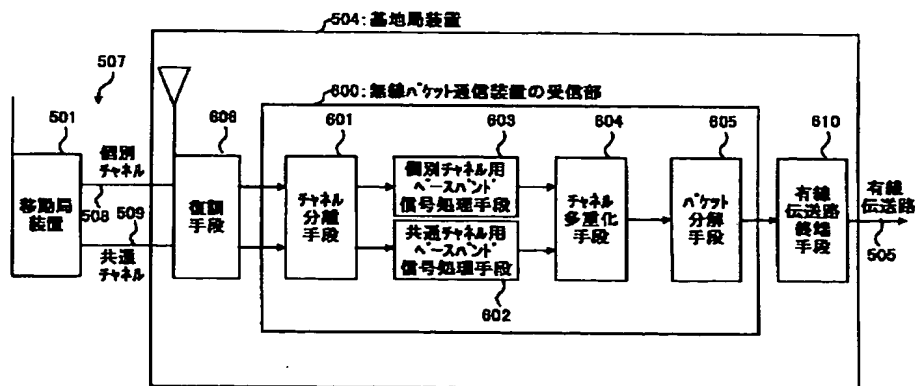 504:基地局装置
507
600:無線パケット通信装置の受信部
501
606
601
603
604
605
610
個別
チャネル
508
509
共通
チャネル
移動局
装置
復調
手段
チャネル
分離
手段
個別チャネル用
ベースバンド
信号処理手段
共通チャネル用
ベースバンド
信号処理手段
602
チャネル
多重化
手段
パケット
分解
手段
有線
伝送路
終端
手段
有線
伝送路
505